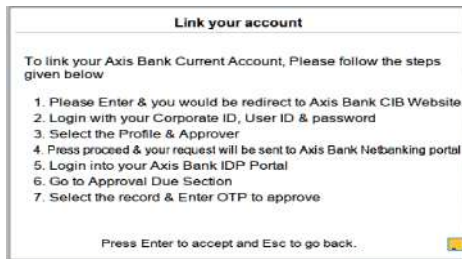 Link your account
To link your Axis Bank Current Account, Please follow the steps
given below
1. Please Enter & you would be redirect to Axis Bank CIB Website
2. Login with your Corporate ID, User ID & password
3. Select the Profile & Approver
4. Press proceed & your request will be sent to Axis Bank Netbanking portal
5. Login into your Axis Bank IDP Portal
6. Go to Approval Due Section
7. Select the record & Enter OTP to approve
Press Enter to accept and Esc to go back.